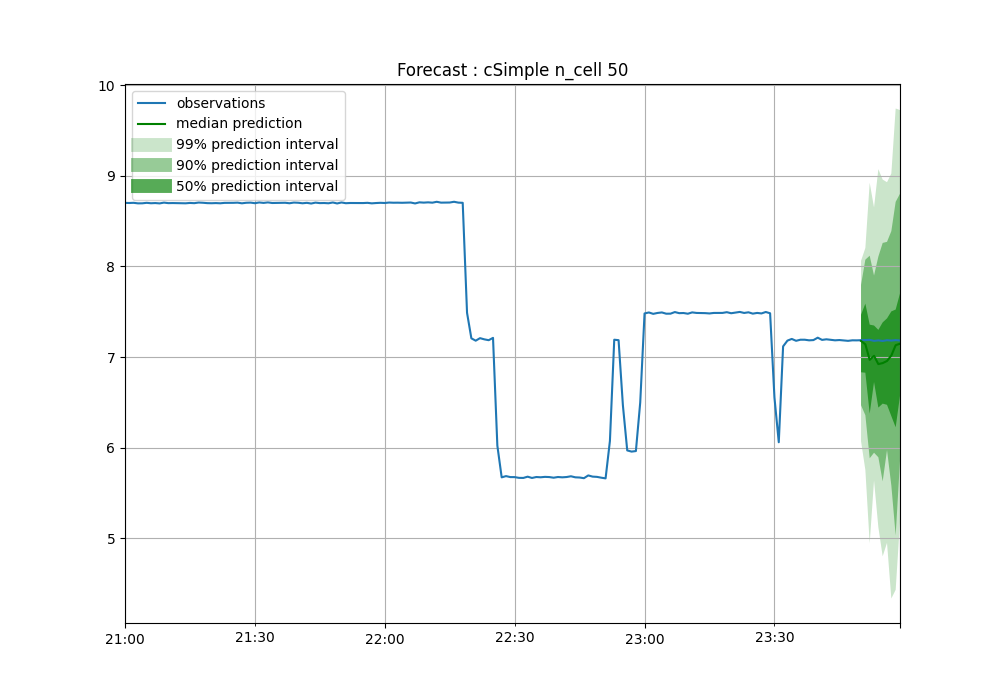 Forecast : cSimple n_cell 50
observations
median prediction
99% prediction interval
90% prediction interval
50% prediction interval
10
9
8
7
6
5
21:00
21:30
22:00
22:30
23:00
23:30